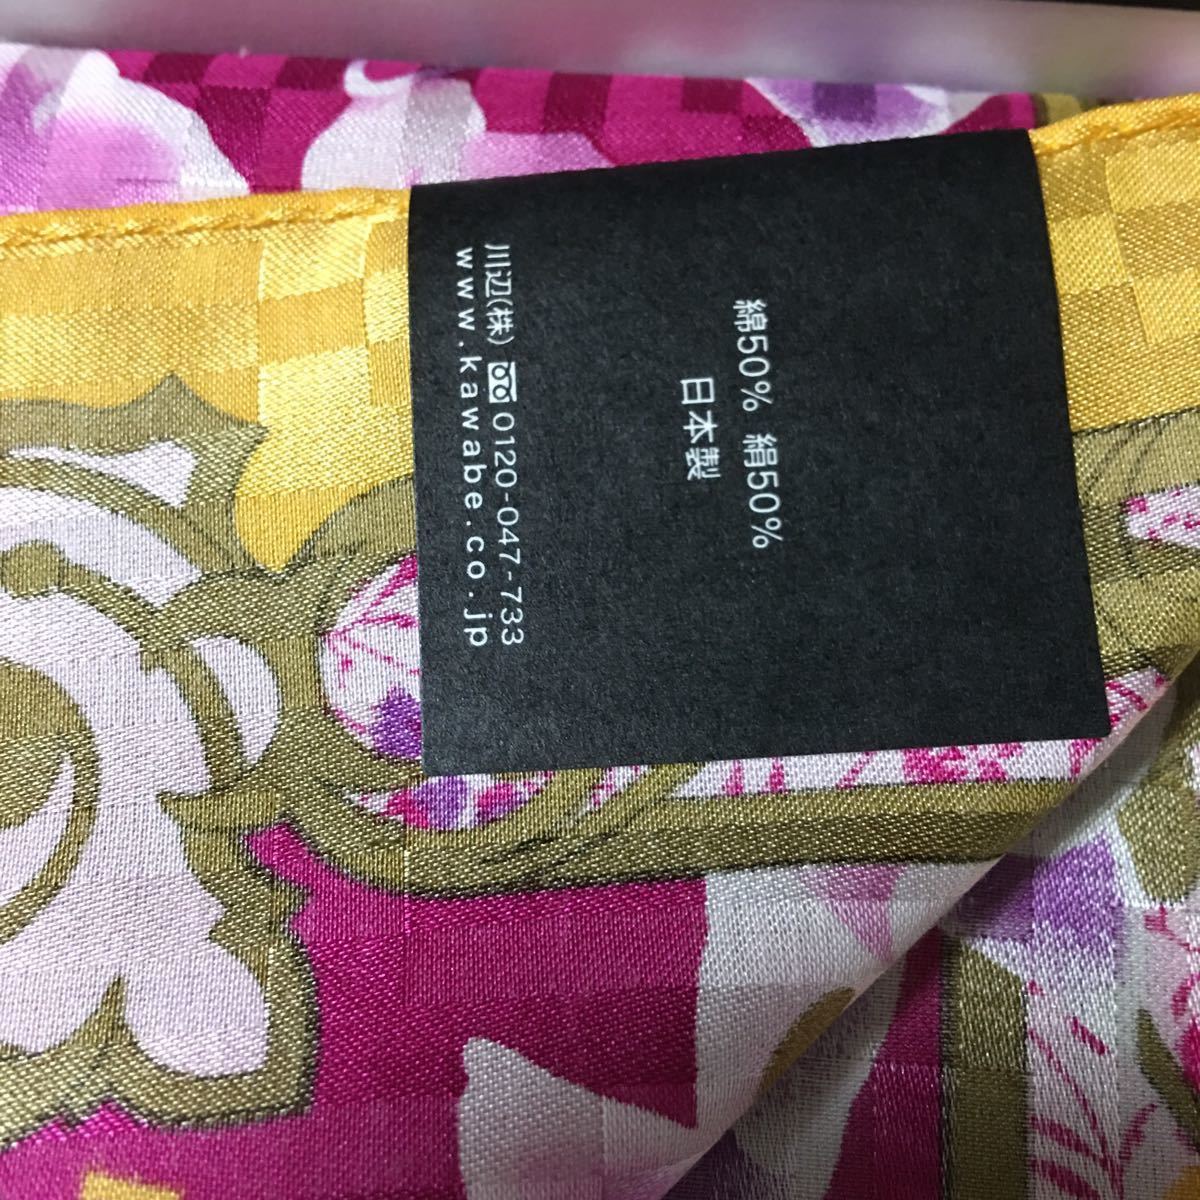 綿50% 絹50%
日本製
川辺(株) 0120-047-733
www.kawabe.co.jp